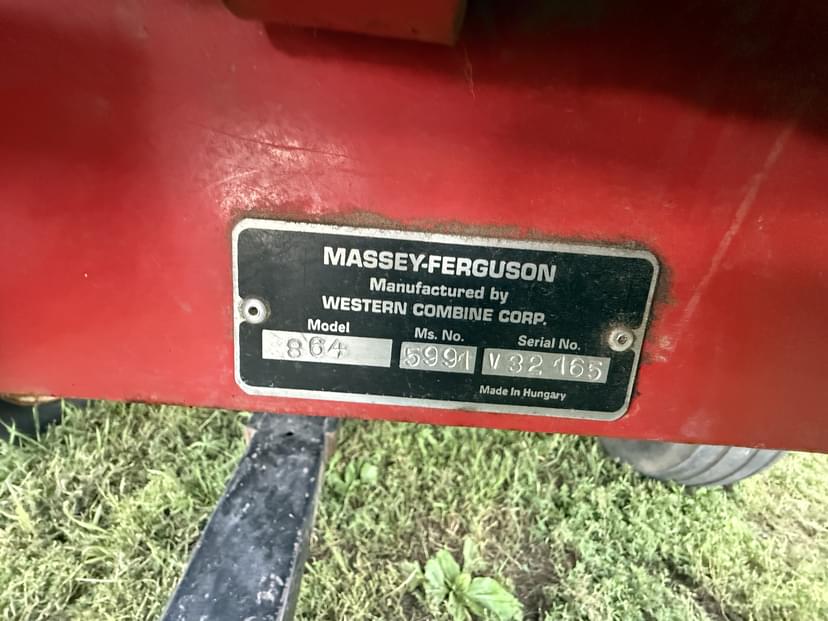 MASSEY-FERGUSON
Manufactured by
WESTERN COMBINE CORP.
Model Ms. No. Serial No.
864 5991 V32165
Made In Hungary